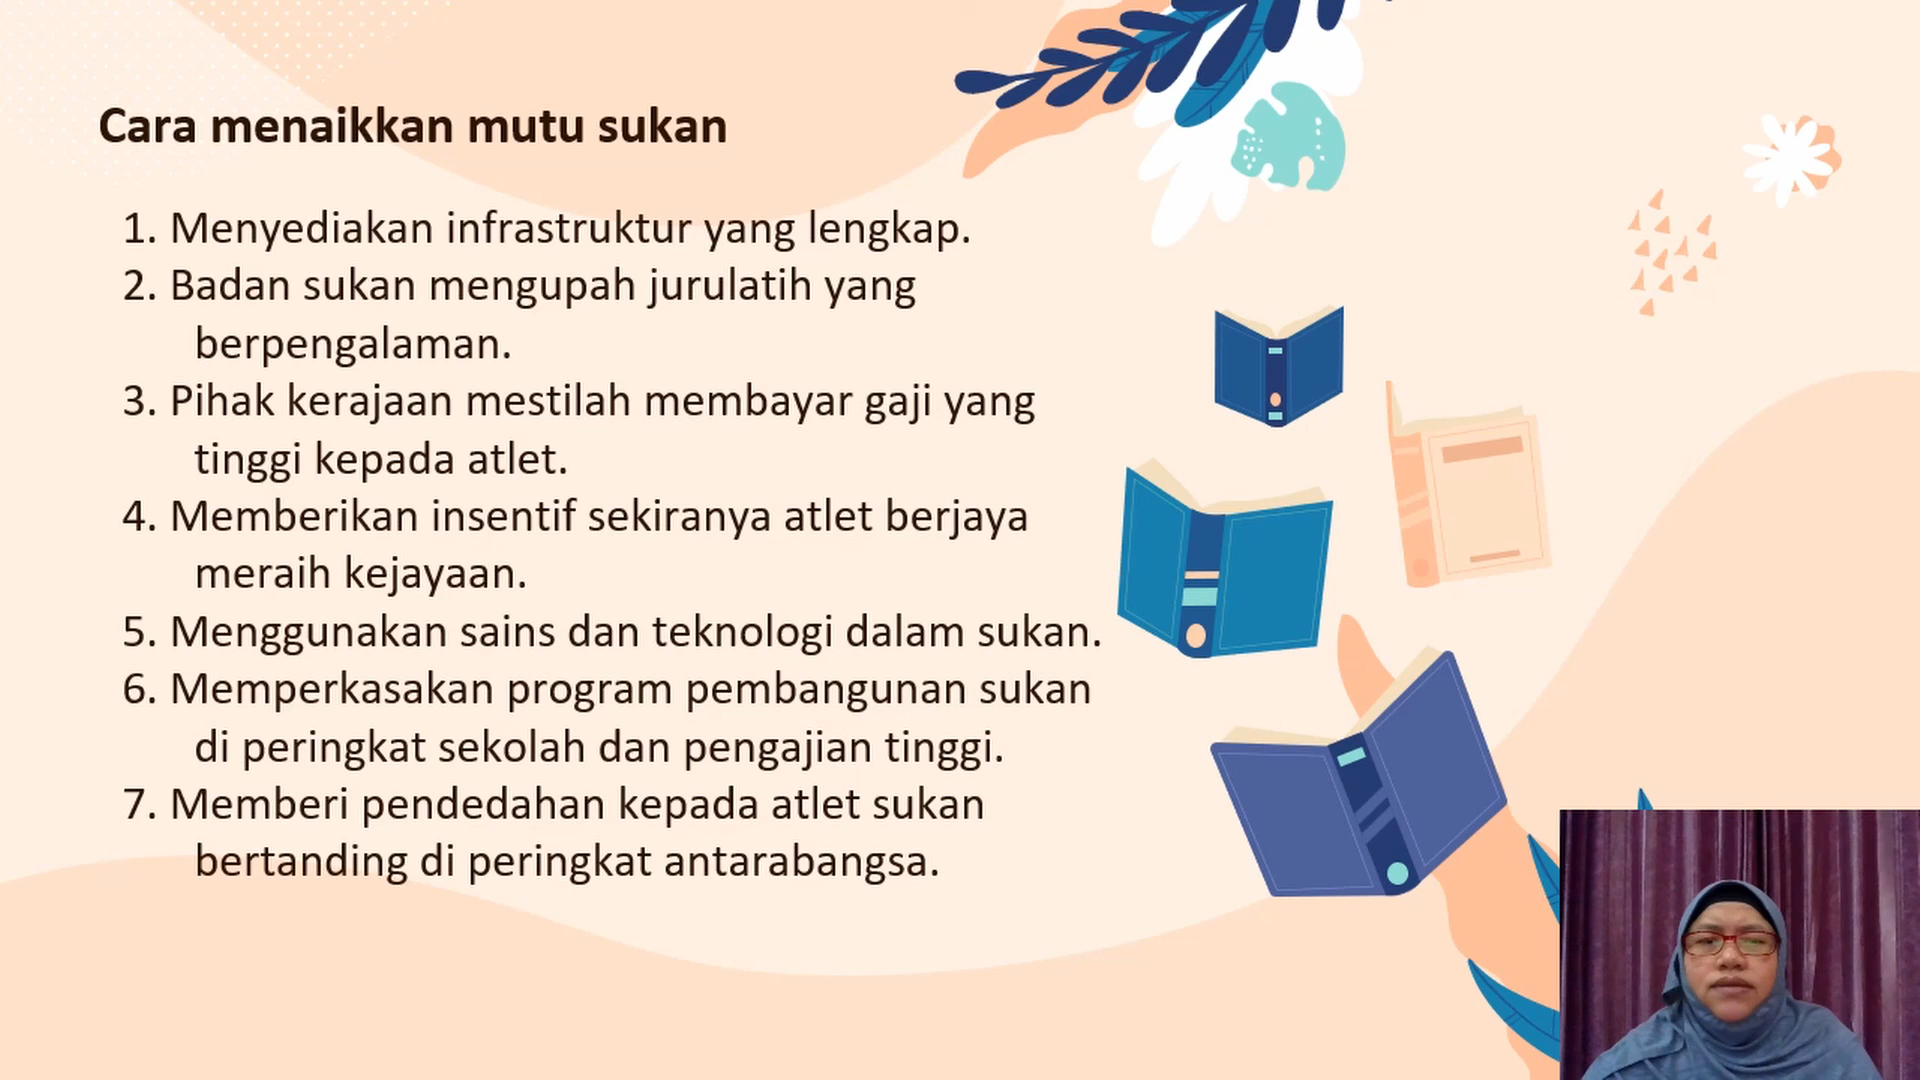 Cara menaikkan mutu sukan
1. Menyediakan infrastruktur yang lengkap.
2. Badan sukan mengupah jurulatih yang
berpengalaman.
3. Pihak kerajaan mestilah membayar gaji yang
tinggi kepada atlet.
4. Memberikan insentif sekiranya atlet berjaya
meraih kejayaan.
5. Menggunakan sains dan teknologi dalam sukan.
6. Memperkasakan program pembangunan sukan
di peringkat sekolah dan pengajian tinggi.
7. Memberi pendedahan kepada atlet sukan
bertanding di peringkat antarabangsa.